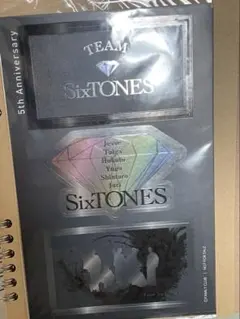 5th Anniversary
TEAM
SixTONES
Jesse
Taiga
Hokuto
Yugo
Shintaro
Juri
SixTONES